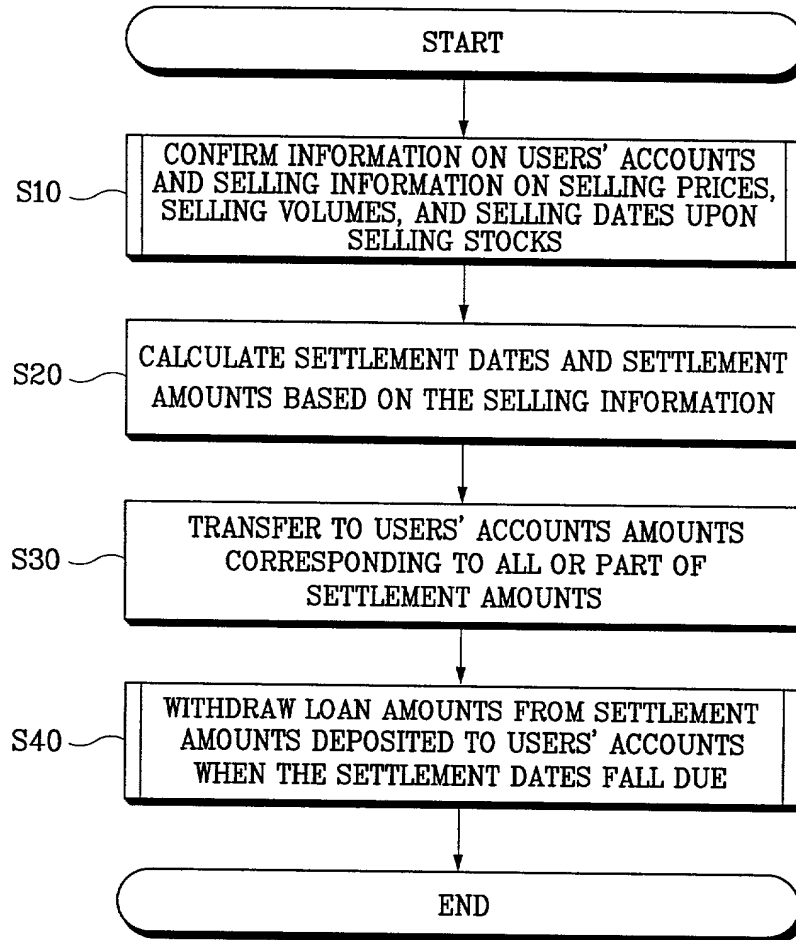 START
S10
CONFIRM INFORMATION ON USERS' ACCOUNTS
AND SELLING INFORMATION ON SELLING PRICES,
SELLING VOLUMES, AND SELLING DATES UPON
SELLING STOCKS
S20
CALCULATE SETTLEMENT DATES AND SETTLEMENT
AMOUNTS BASED ON THE SELLING INFORMATION
S30
TRANSFER TO USERS' ACCOUNTS AMOUNTS
CORRESPONDING TO ALL OR PART OF
SETTLEMENT AMOUNTS
S40
WITHDRAW LOAN AMOUNTS FROM SETTLEMENT
AMOUNTS DEPOSITED TO USERS' ACCOUNTS
WHEN THE SETTLEMENT DATES FALL DUE
END